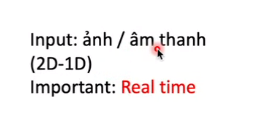 Input: ảnh / âm thanh
(2D-1D)
Important: Real time